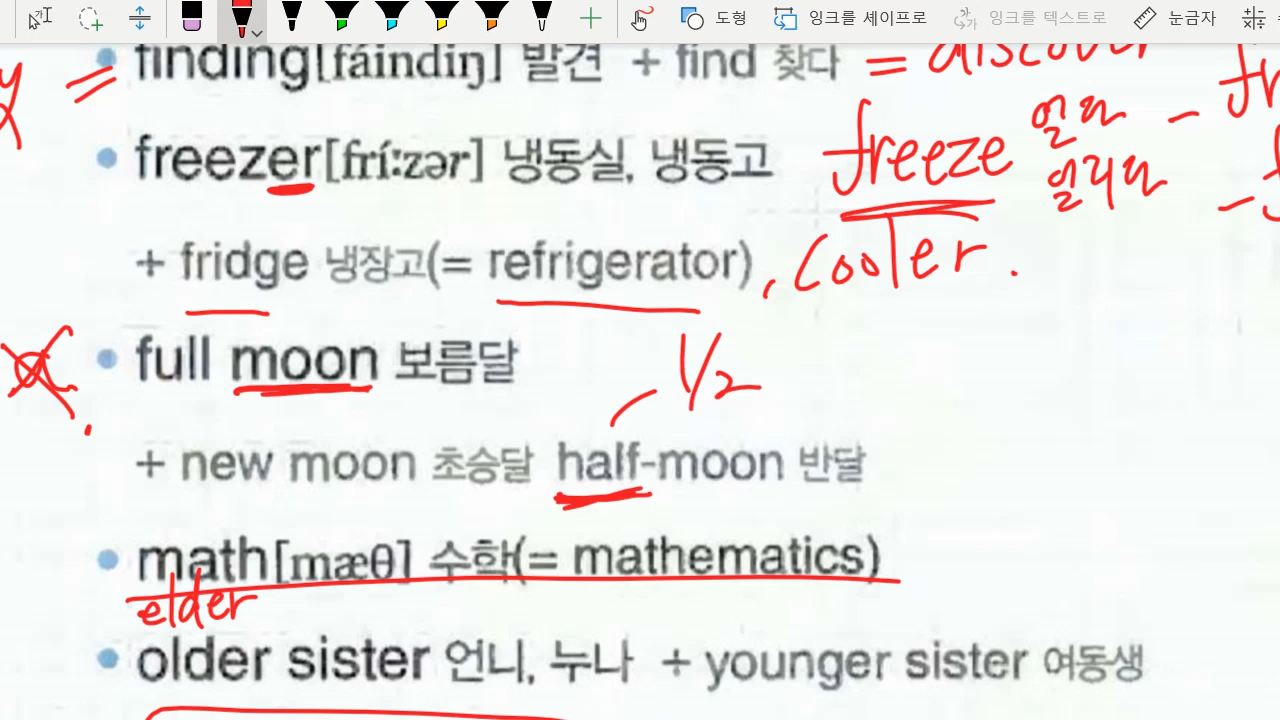 도형 잉크를 셰이프로 잉크를 텍스트로 눈금자
finding[fáindiŋ] 발견 + find 찾다 = discover
freezer[fríːzər] 냉동실, 냉동고 freeze 얼다 -
얼리다 -
+ fridge 냉장고(= refrigerator), cooler.
full moon 보름달 1/2
+ new moon 초승달 half-moon 반달
math[mæθ] 수학(= mathematics)
elder
older sister 언니, 누나 + younger sister 여동생